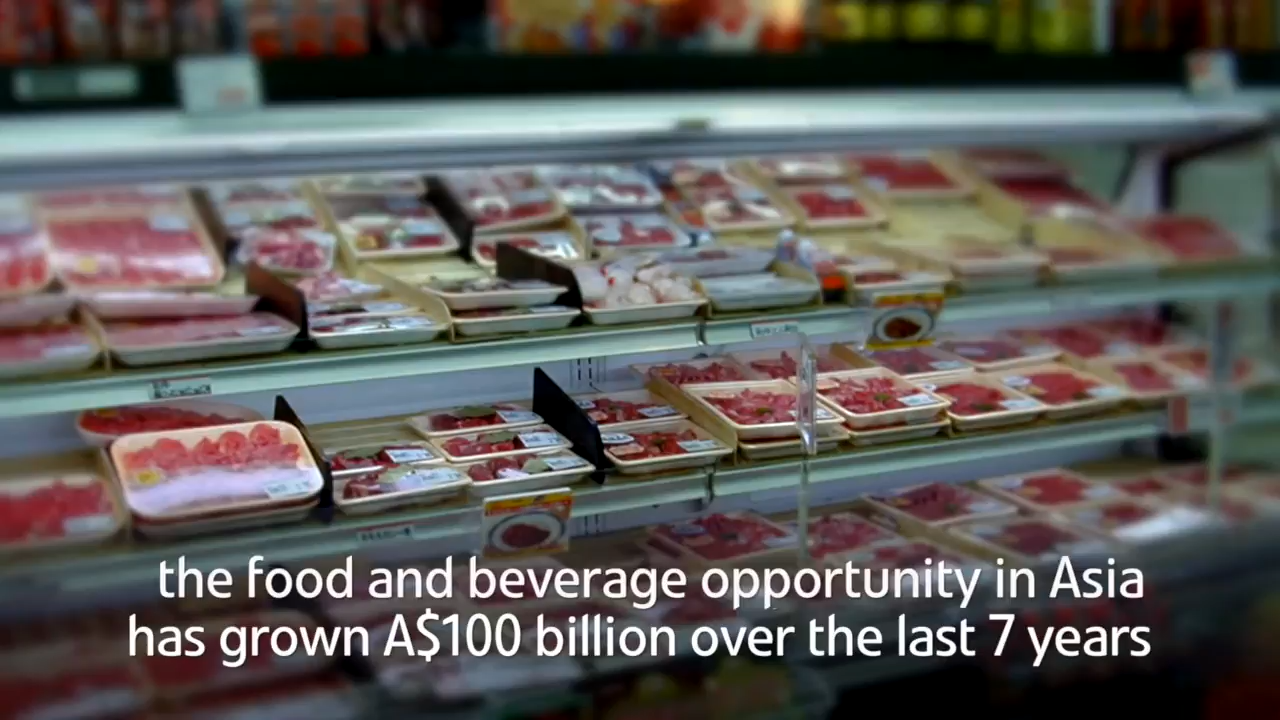 the food and beverage opportunity in Asia
has grown A$100 billion over the last 7 years